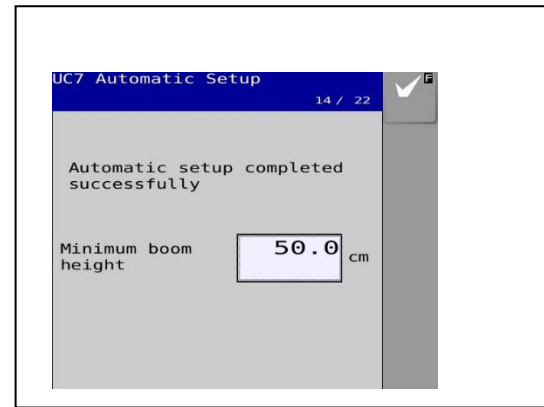 UC7 Automatic Setup
14/ 22
F
Automatic setup completed
successfully
Minimum boom
height
50.0
cm